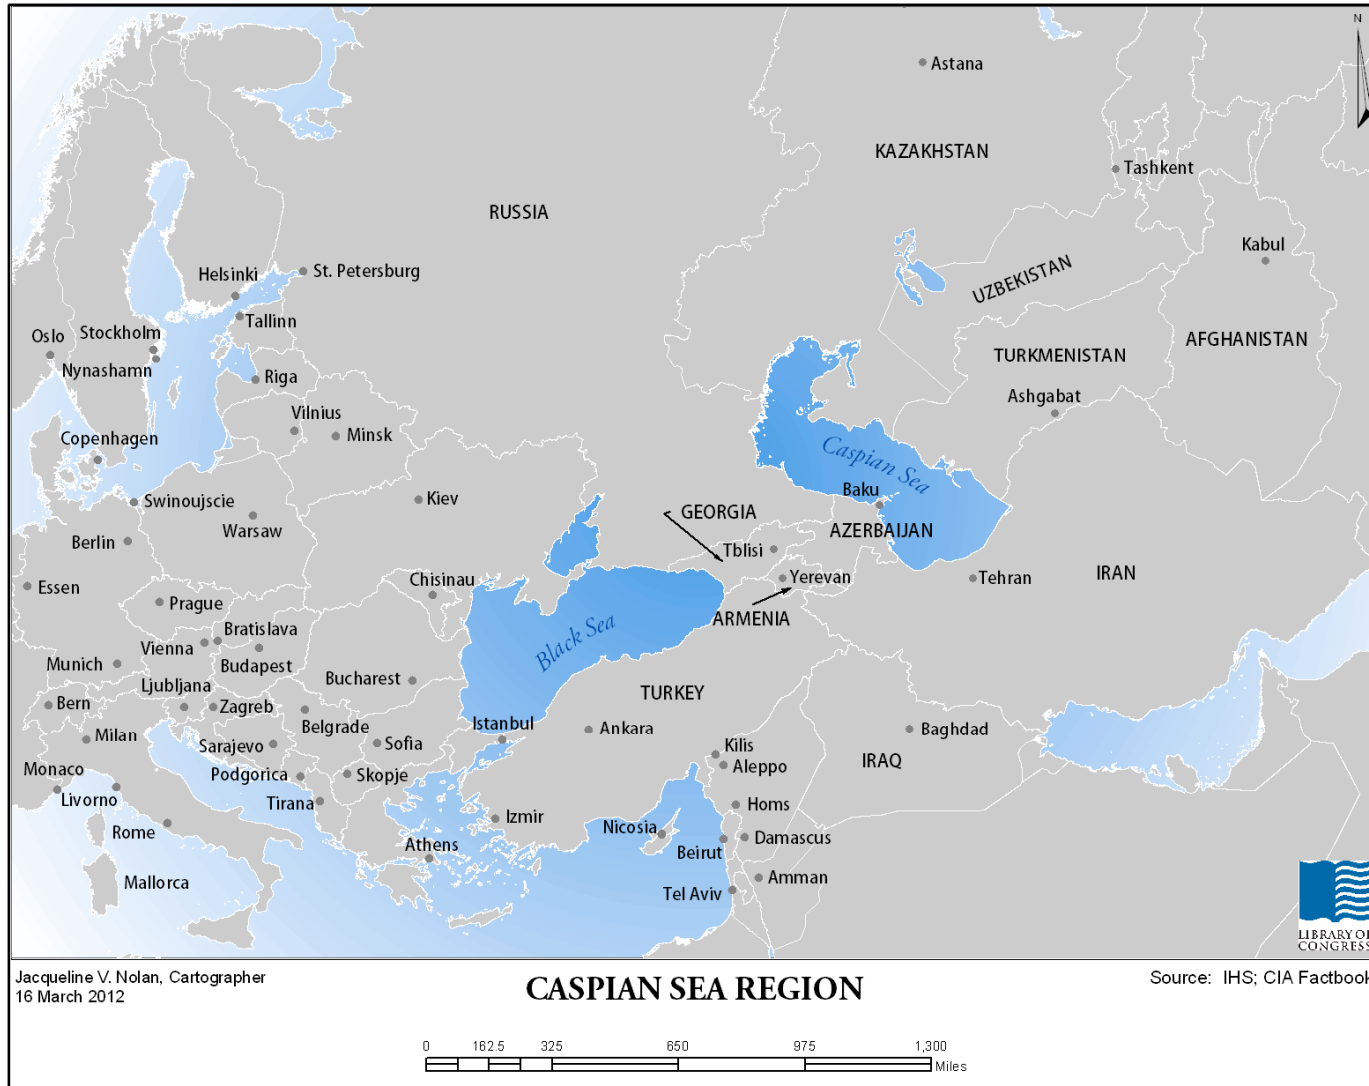 N
Astana
KAZAKHSTAN
Tashkent
RUSSIA
Kabul
UZBEKISTAN
St. Petersburg
Helsinki
Tallinn
Oslo
Stockholm
Nynashamn
AFGHANISTAN
TURKMENISTAN
Riga
Ashgabat
Vilnius
Minsk
Copenhagen
Caspian Sea
Swinoujscie
Kiev
Baku
Warsaw
GEORGIA
AZERBAIJAN
Berlin
Tblisi
Essen
Chisinau
Yerevan
Tehran
IRAN
Prague
ARMENIA
Bratislava
Vienna
Black Sea
Munich
Budapest
Bucharest
Ljubljana
TURKEY
Bern
Zagreb
Belgrade
Istanbul
Ankara
Baghdad
Milan
Sarajevo
Sofia
Kilis
IRAQ
Monaco
Podgorica
Skopje
Aleppo
Livorno
Tirana
Homs
Rome
Izmir
Nicosia
Damascus
Athens
Beirut
Mallorca
Amman
Tel Aviv
LIBRARY OF
CONGRESS
Jacqueline V. Nolan, Cartographer
16 March 2012
CASPIAN SEA REGION
Source: IHS; CIA Factbook
0 162.5 325 650 975 1,300
Miles